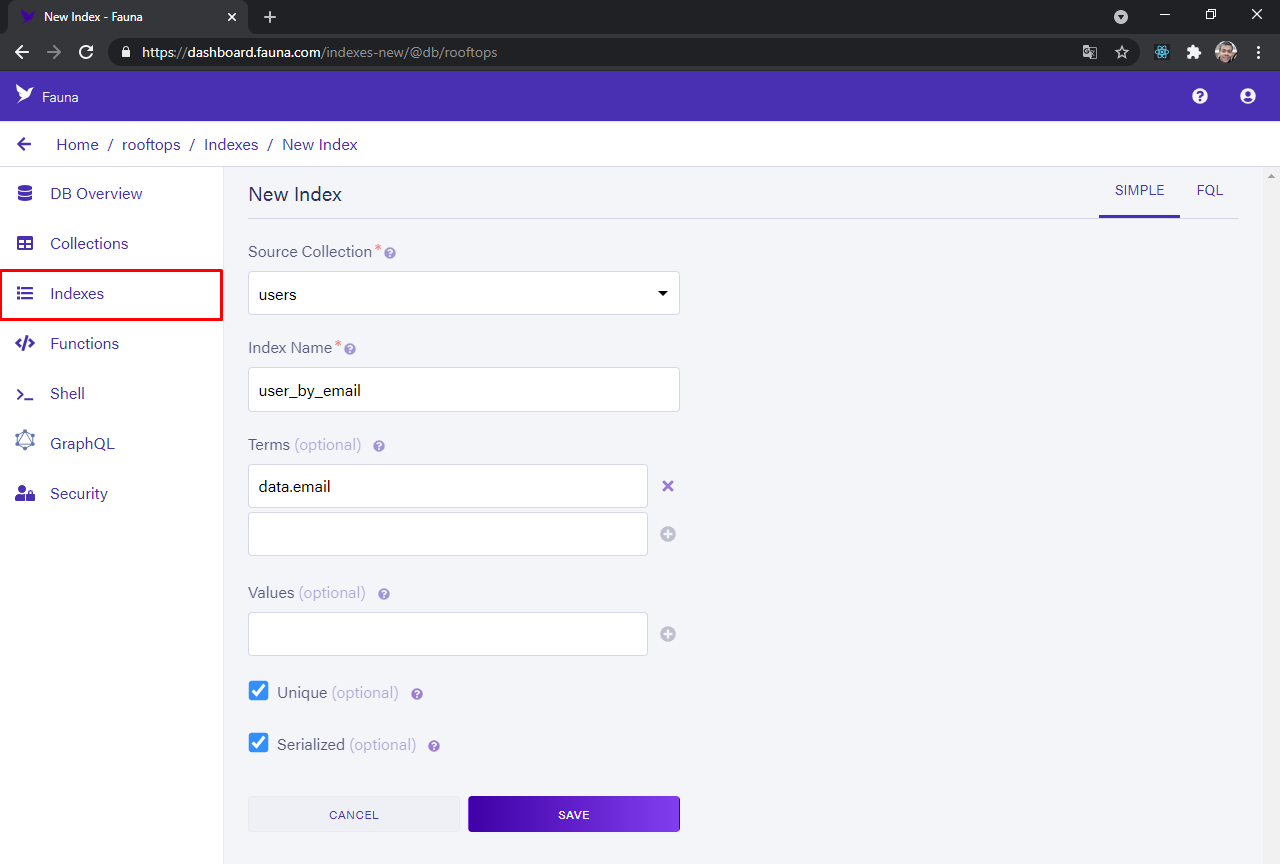 New Index - Fauna
https://dashboard.fauna.com/indexes-new/@db/rooftops
Fauna
Home / rooftops / Indexes / New Index
DB Overview
Collections
Indexes
Functions
Shell
GraphQL
Security
New Index
SIMPLE FQL
Source Collection *
users
Index Name *
user_by_email
Terms (optional)
data.email
Values (optional)
Unique (optional)
Serialized (optional)
CANCEL SAVE